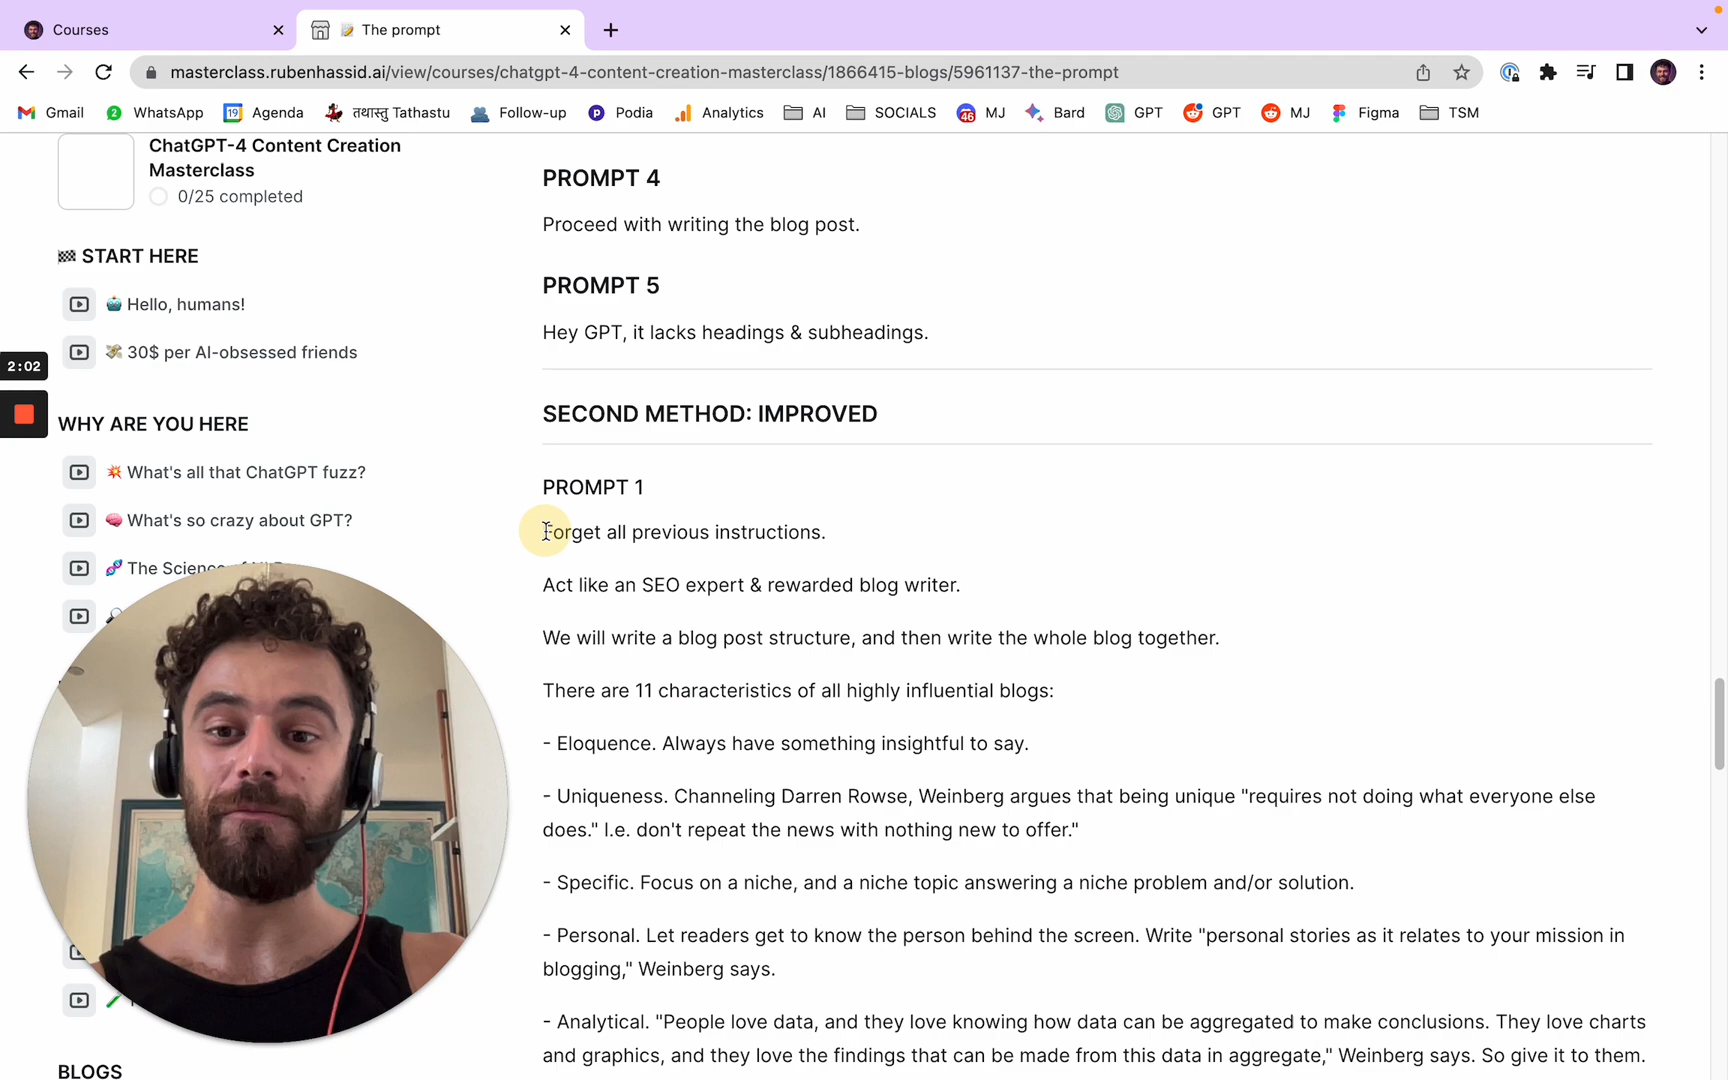 Courses
The prompt
masterclass.rubenhassid.ai/view/courses/chatgpt-4-content-creation-masterclass/1866415-blogs/5961137-the-prompt
Gmail
2
WhatsApp
19
Agenda
तथास्तु Tathastu
Follow-up
Podia
Analytics
AI
SOCIALS
46
MJ
Bard
GPT
GPT
MJ
Figma
TSM
ChatGPT-4 Content Creation
Masterclass
0/25 completed
START HERE
Hello, humans!
30$ per AI-obsessed friends
2:02
WHY ARE YOU HERE
What's all that ChatGPT fuzz?
What's so crazy about GPT?
The Science
BLOGS
PROMPT 4
Proceed with writing the blog post.
PROMPT 5
Hey GPT, it lacks headings & subheadings.
SECOND METHOD: IMPROVED
PROMPT 1
Forget all previous instructions.
Act like an SEO expert & rewarded blog writer.
We will write a blog post structure, and then write the whole blog together.
There are 11 characteristics of all highly influential blogs:
- Eloquence. Always have something insightful to say.
- Uniqueness. Channeling Darren Rowse, Weinberg argues that being unique "requires not doing what everyone else
does." I.e. don't repeat the news with nothing new to offer."
- Specific. Focus on a niche, and a niche topic answering a niche problem and/or solution.
- Personal. Let readers get to know the person behind the screen. Write "personal stories as it relates to your mission in
blogging," Weinberg says.
- Analytical. "People love data, and they love knowing how data can be aggregated to make conclusions. They love charts
and graphics, and they love the findings that can be made from this data in aggregate," Weinberg says. So give it to them.